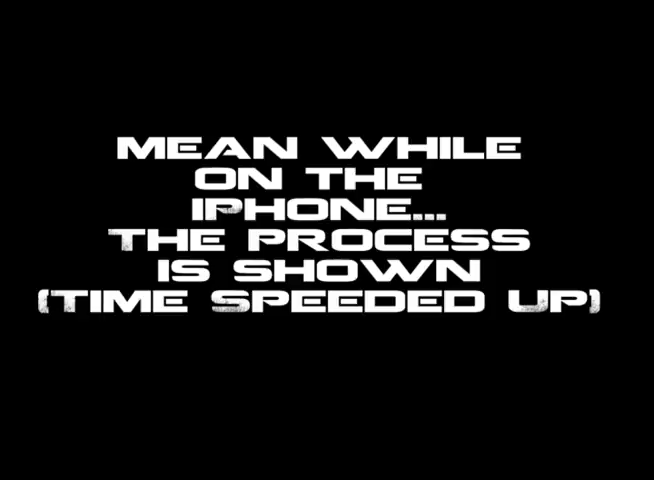 MEAN WHILE
ON THE
IPHONE...
THE PROCESS
IS SHOWN
(TIME SPEEDED UP)